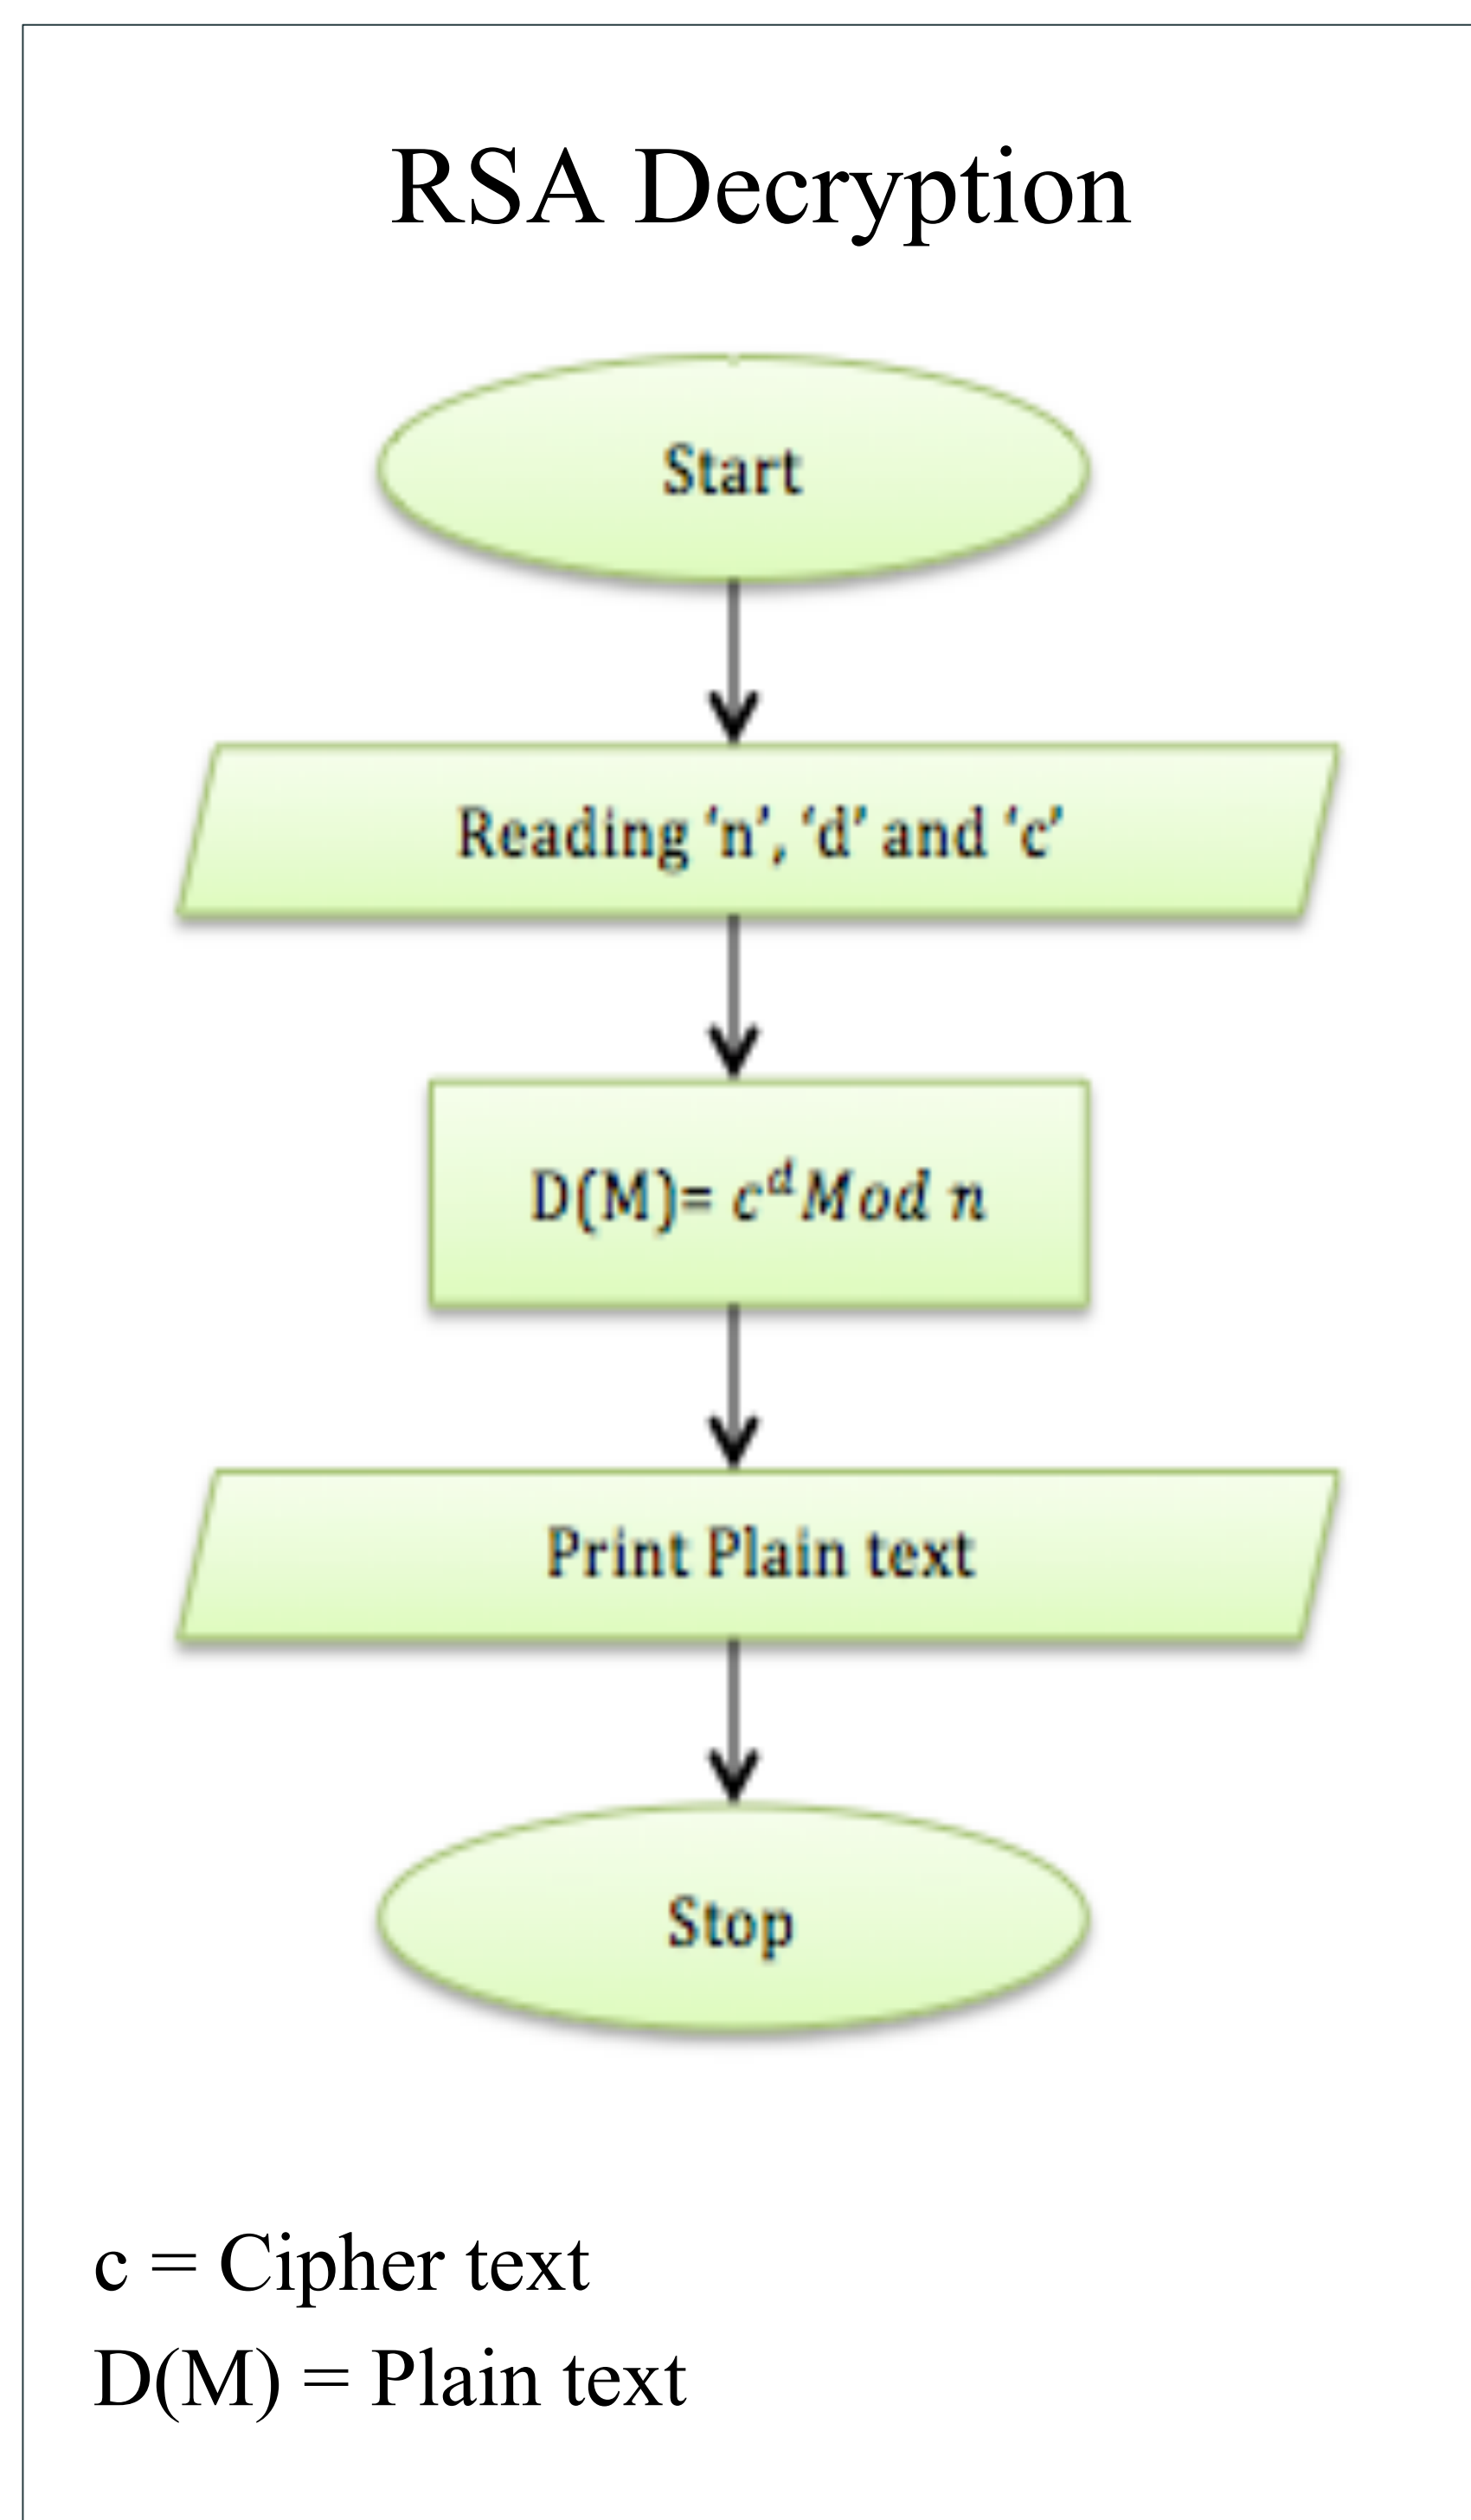 RSA Decryption
Start
Reading ‘n’, ‘d’ and ‘c’
D(M)= c^d Mod n
Print Plain text
Stop
c = Cipher text
D(M) = Plain text